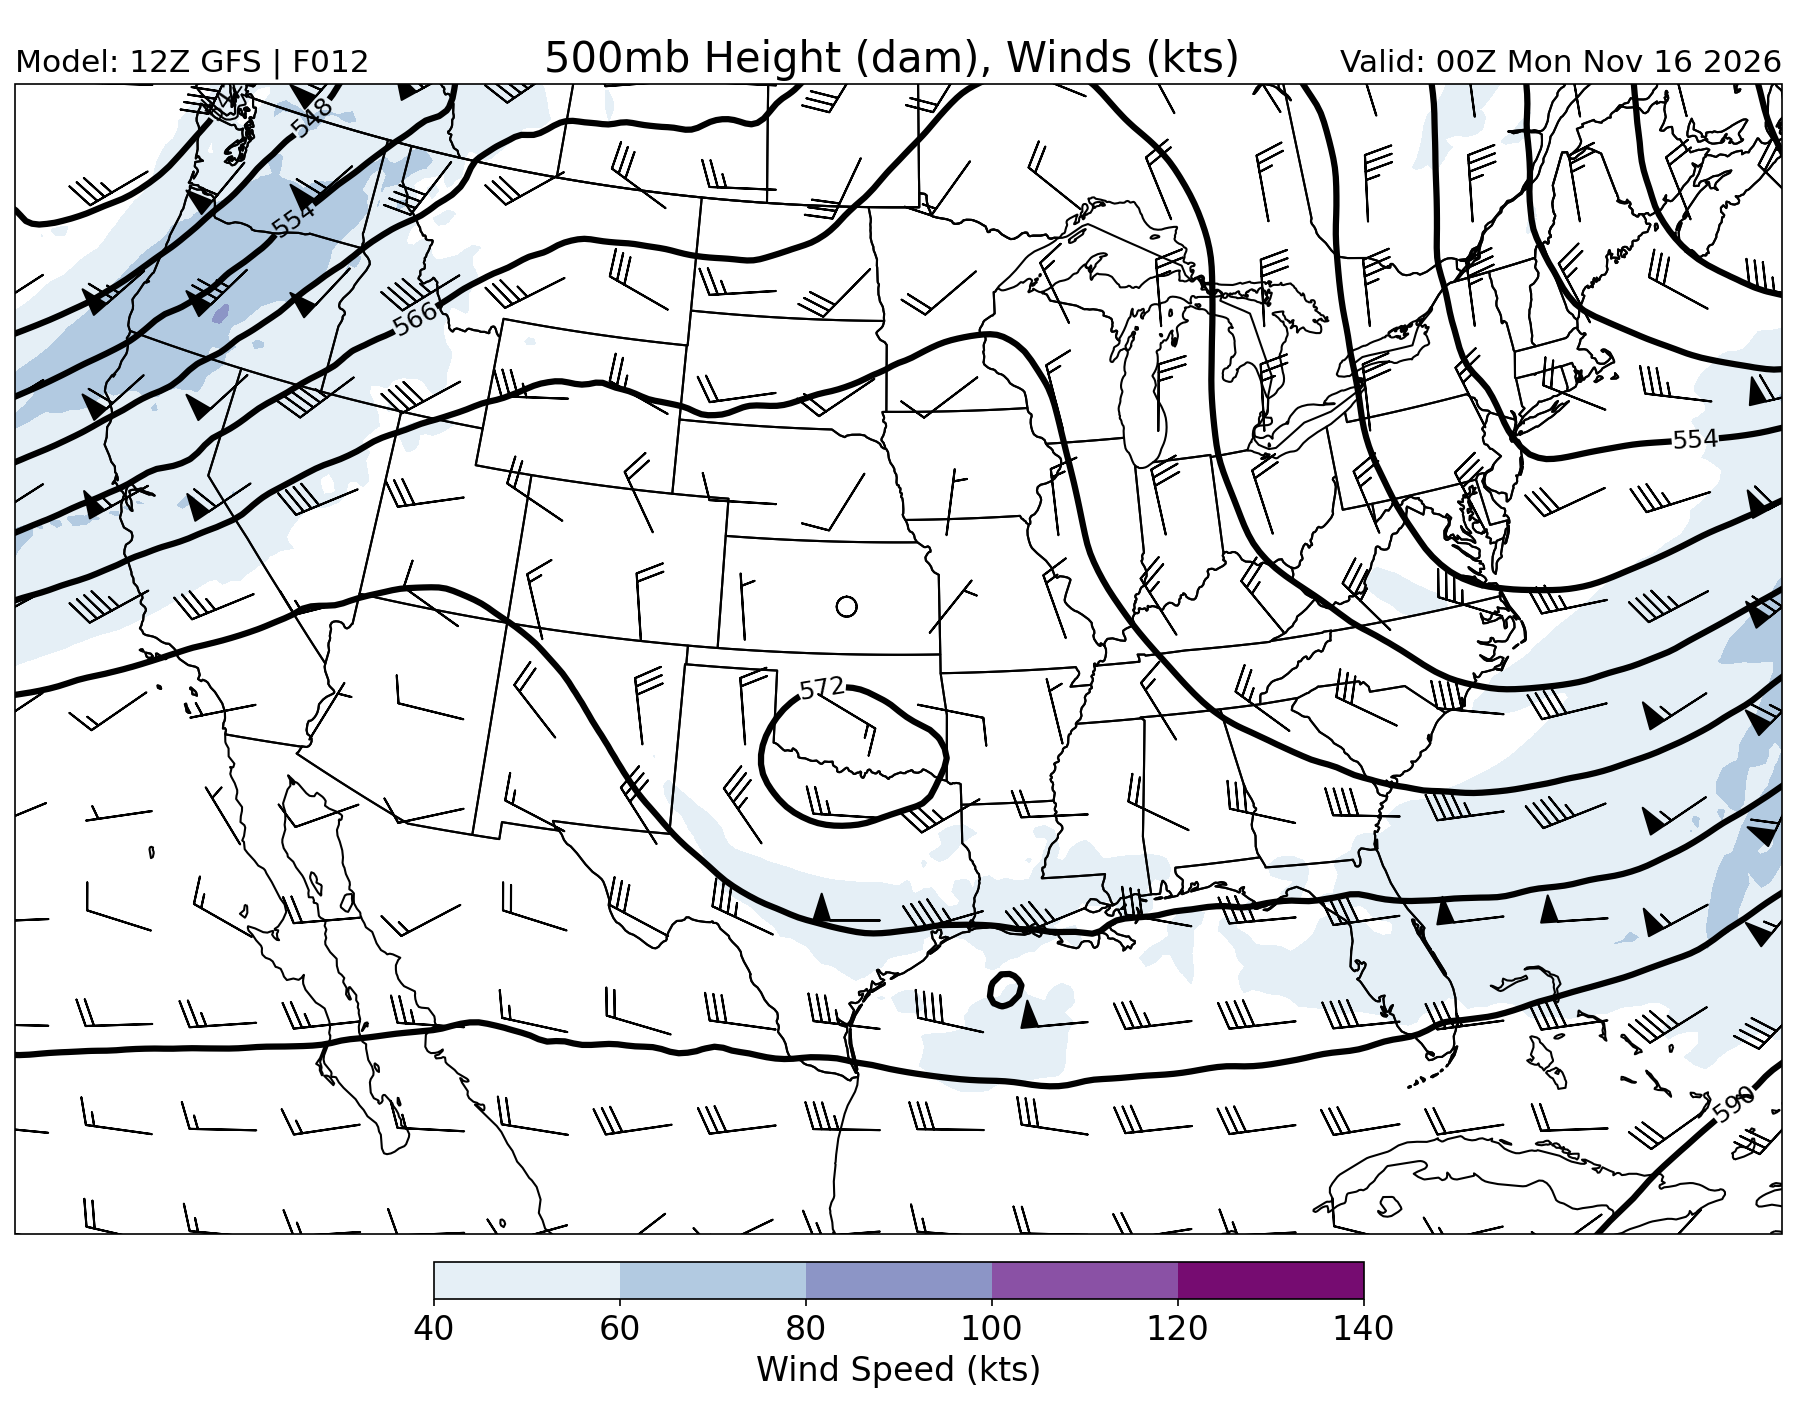 Model: 12Z GFS | F012
500mb Height (dam), Winds (kts)
Valid: 00Z Mon Nov 16 2026
548
554
566
554
572
590
40 60 80 100 120 140
Wind Speed (kts)